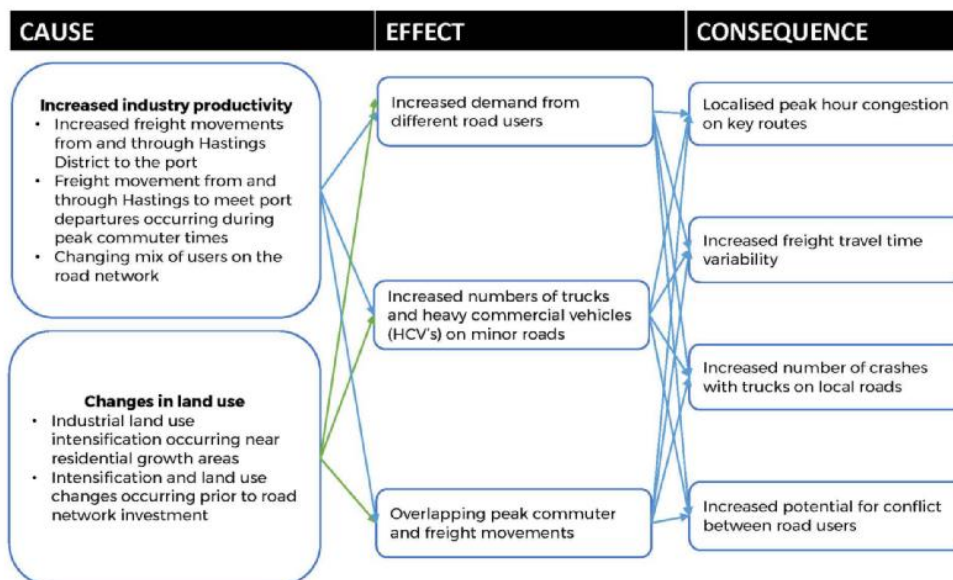 CAUSE
EFFECT
CONSEQUENCE
Increased industry productivity
• Increased freight movements
from and through Hastings
District to the port
• Freight movement from and
through Hastings to meet port
departures occurring during
peak commuter times
• Changing mix of users on the
road network
Changes in land use
• Industrial land use
intensification occurring near
residential growth areas
• Intensification and land use
changes occurring prior to road
network investment
Increased demand from
different road users
Increased numbers of trucks
and heavy commercial vehicles
(HCV's) on minor roads
Overlapping peak commuter
and freight movements
Localised peak hour congestion
on key routes
Increased freight travel time
variability
Increased number of crashes
with trucks on local roads
Increased potential for conflict
between road users